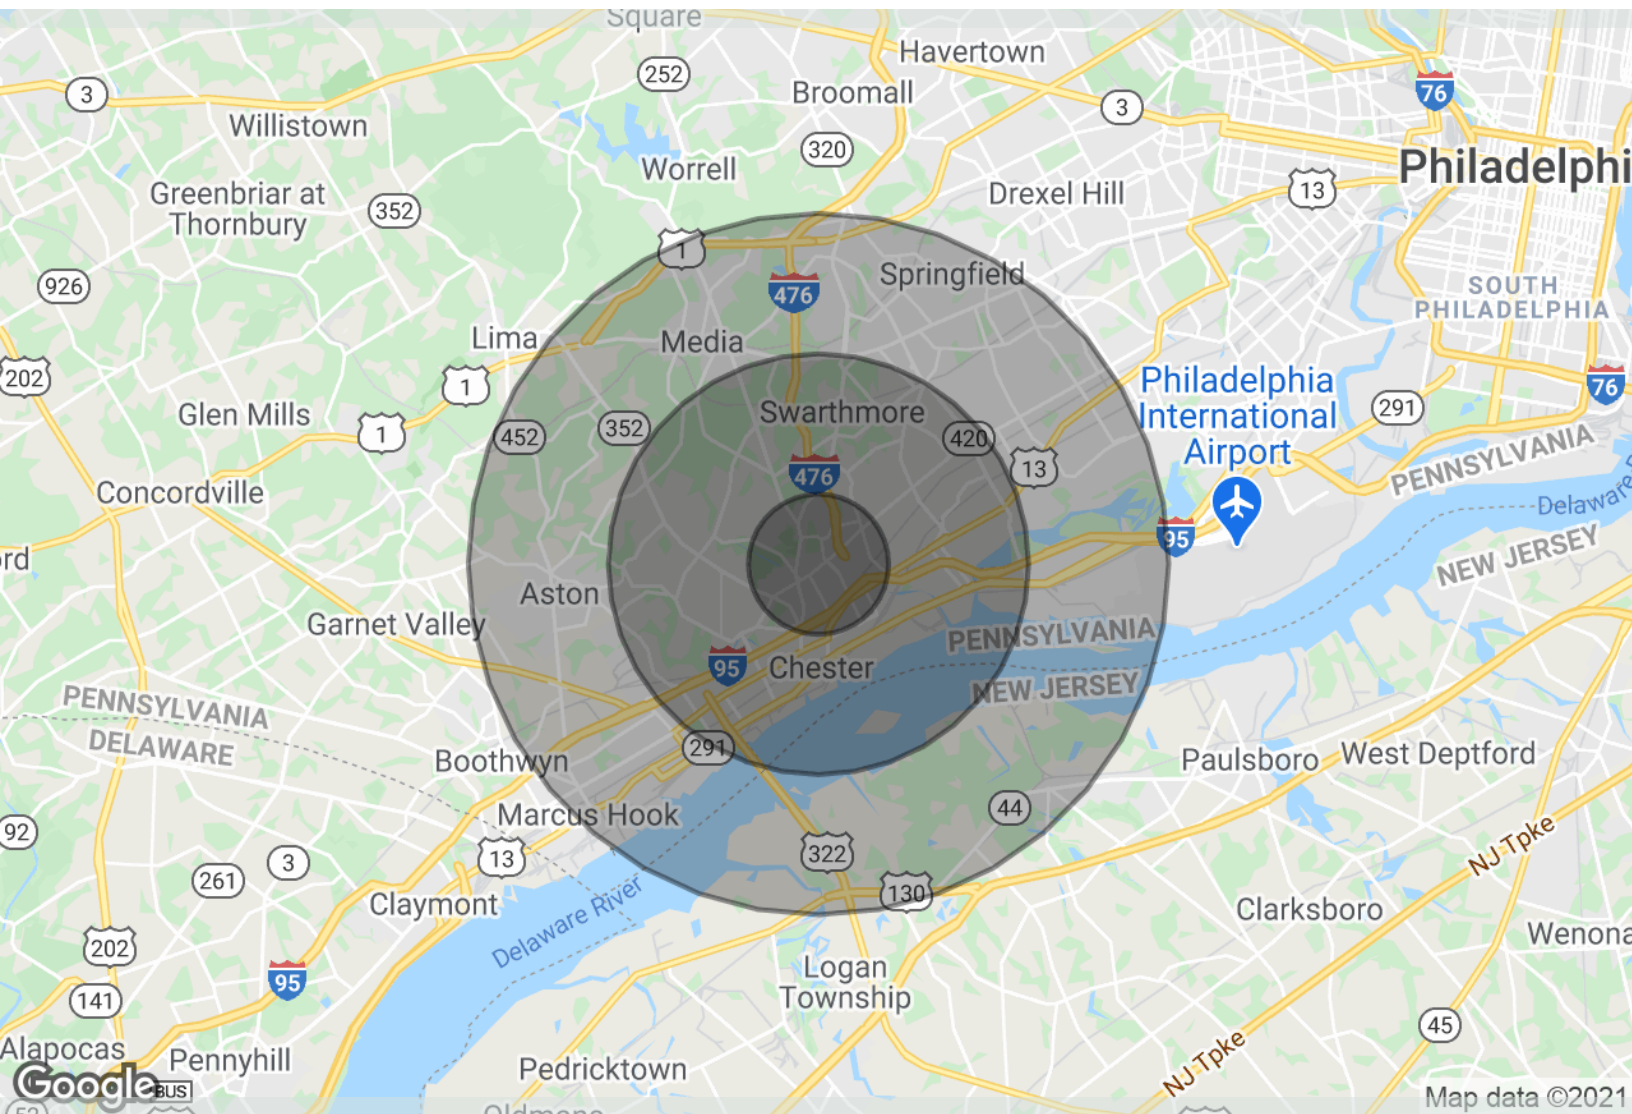 Square
Havertown
252
3
Broomall
76
3
Willistown
320
Worrell
Philadelphi
Greenbriar at
Thornbury
352
Drexel Hill
13
1
926
476
Springfield
SOUTH
PHILADELPHIA
Lima
Media
202
1
Philadelphia
International
Airport
76
291
Glen Mills
1
452
352
Swarthmore
420
13
476
PENNSYLVANIA
Concordville
Delaware
95
NEW JERSEY
rd
Aston
Garnet Valley
PENNSYLVANIA
95
Chester
NEW JERSEY
PENNSYLVANIA
DELAWARE
291
Boothwyn
Paulsboro
West Deptford
Marcus Hook
44
92
13
322
NJ Tpke
3
261
130
Claymont
Clarksboro
Delaware River
202
Wenona
95
Logan
Township
141
45
Alapocas
Pennyhill
NJ Tpke
Pedricktown
Google
BUS
Map data ©2021
52